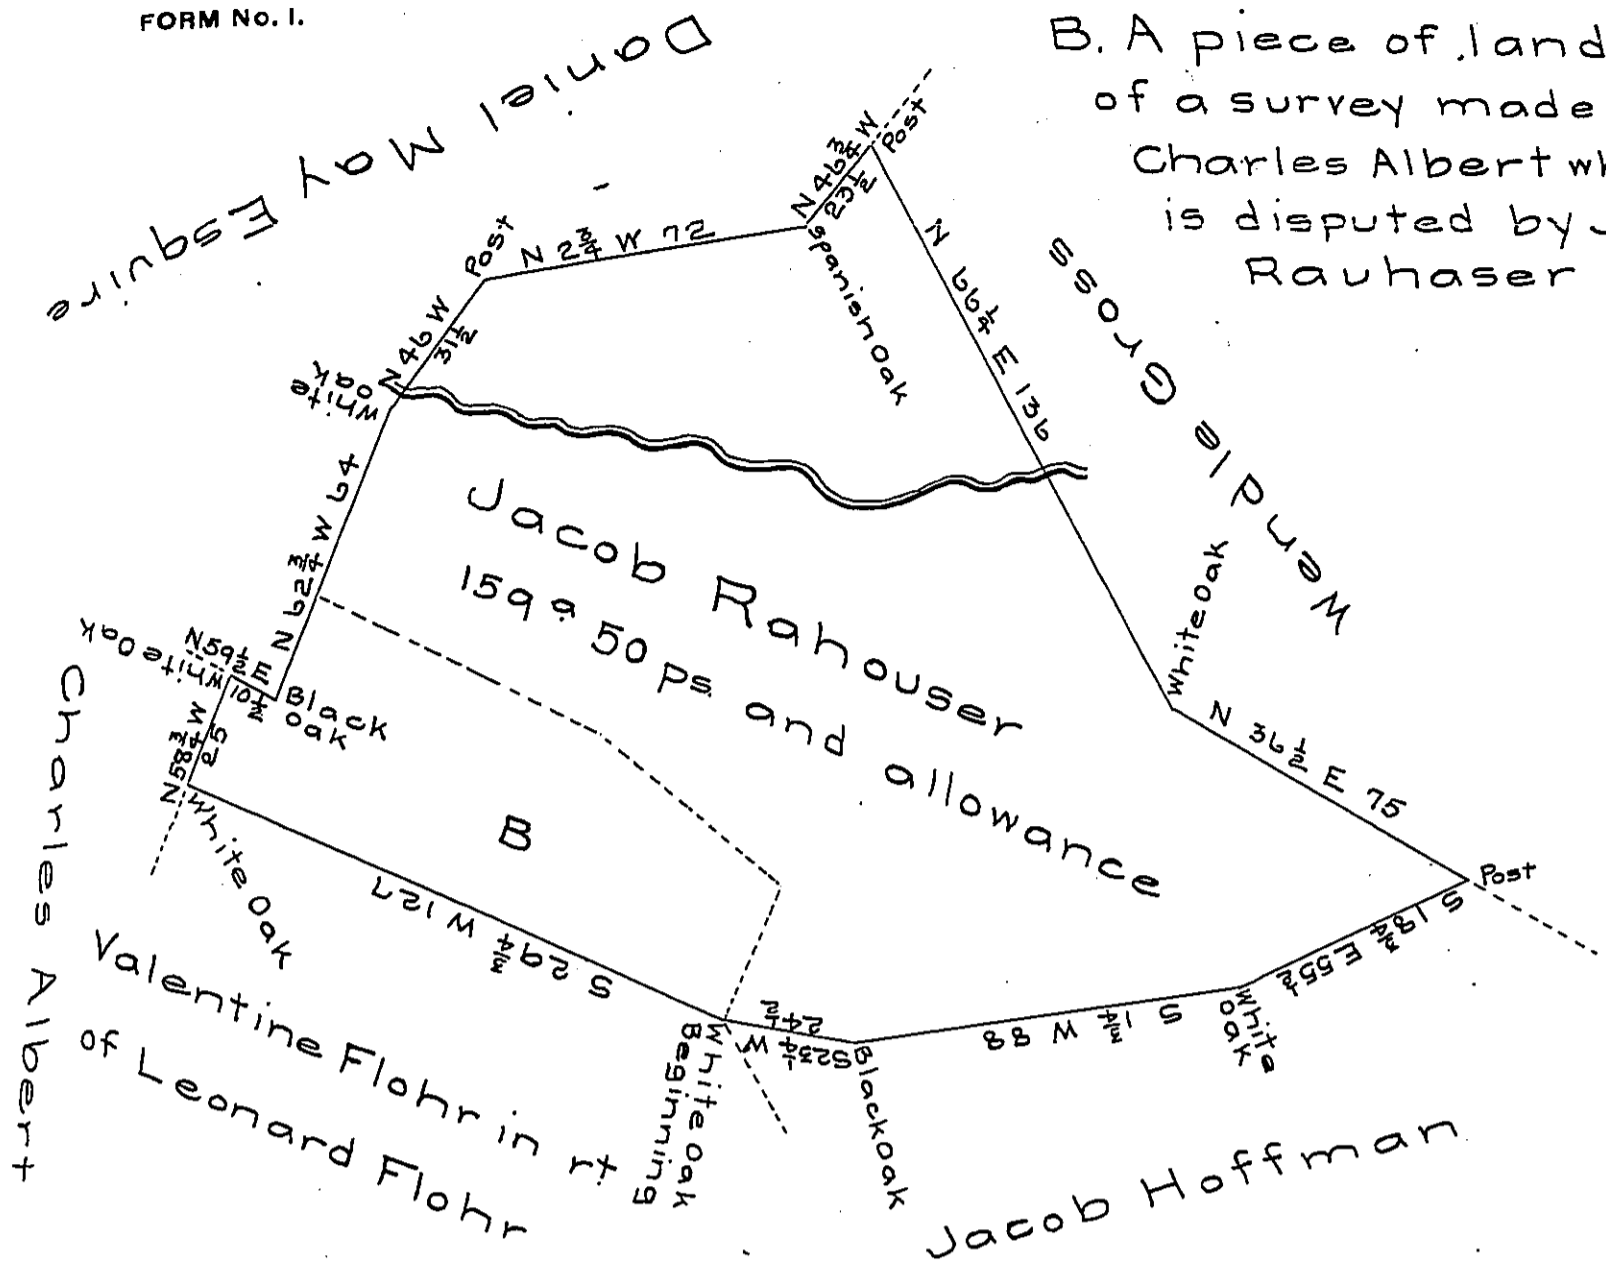 FORM No. 1.
B. A piece of land
of a survey made
Charles Albert wh
is disputed by J
Rauhaser
Daniel May Esquire
N 46¾ W
23½
Post
Post
N 2¾ W 72
Spanish Oak
N 66¼ E 136
Wendle Gross
N 46 W
31½
White
Oak
N 62¾ W 64
Jacob Rahouser
159 a 50 ps and allowance
White Oak
White Oak
N 59½ E
10½
Black
Oak
N 58¾ W
25
N 36½ E 75
Post
S 18¾ E 55½
B
White Oak
S 29¾ W 127
White
Oak
S 1¾ W 88
24½
S 23¼ W
Black Oak
White Oak
Beginning
Charles Albert
Valentine Flohr in rt
of Leonard Flohr
Jacob Hoffman